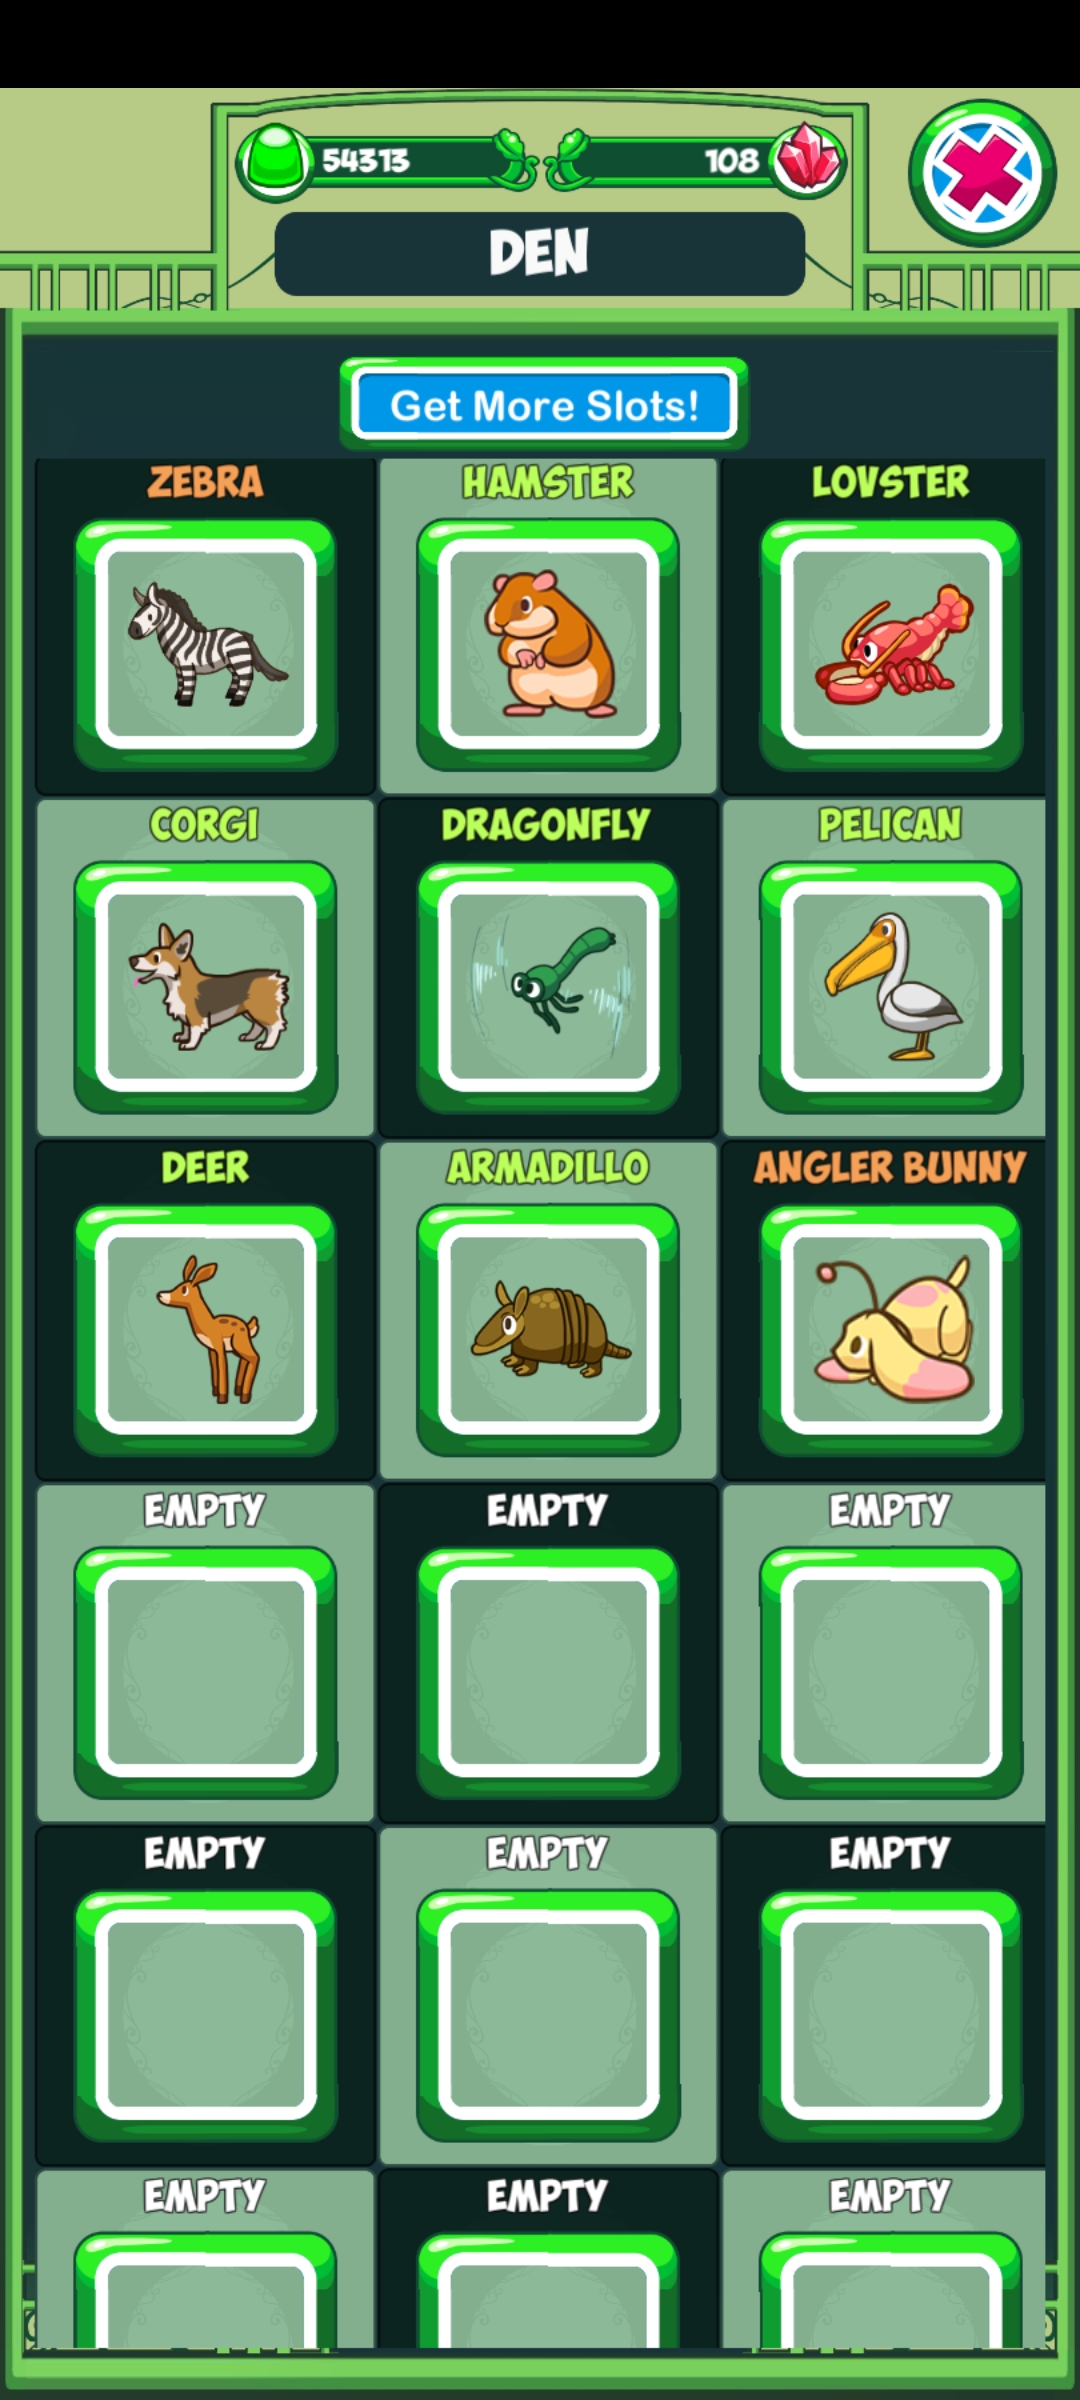 54313
108
DEN
Get More Slots!
ZEBRA
HAMSTER
LOVSTER
CORGI
DRAGONFLY
PELICAN
DEER
ARMADILLO
ANGLER BUNNY
EMPTY
EMPTY
EMPTY
EMPTY
EMPTY
EMPTY
EMPTY
EMPTY
EMPTY